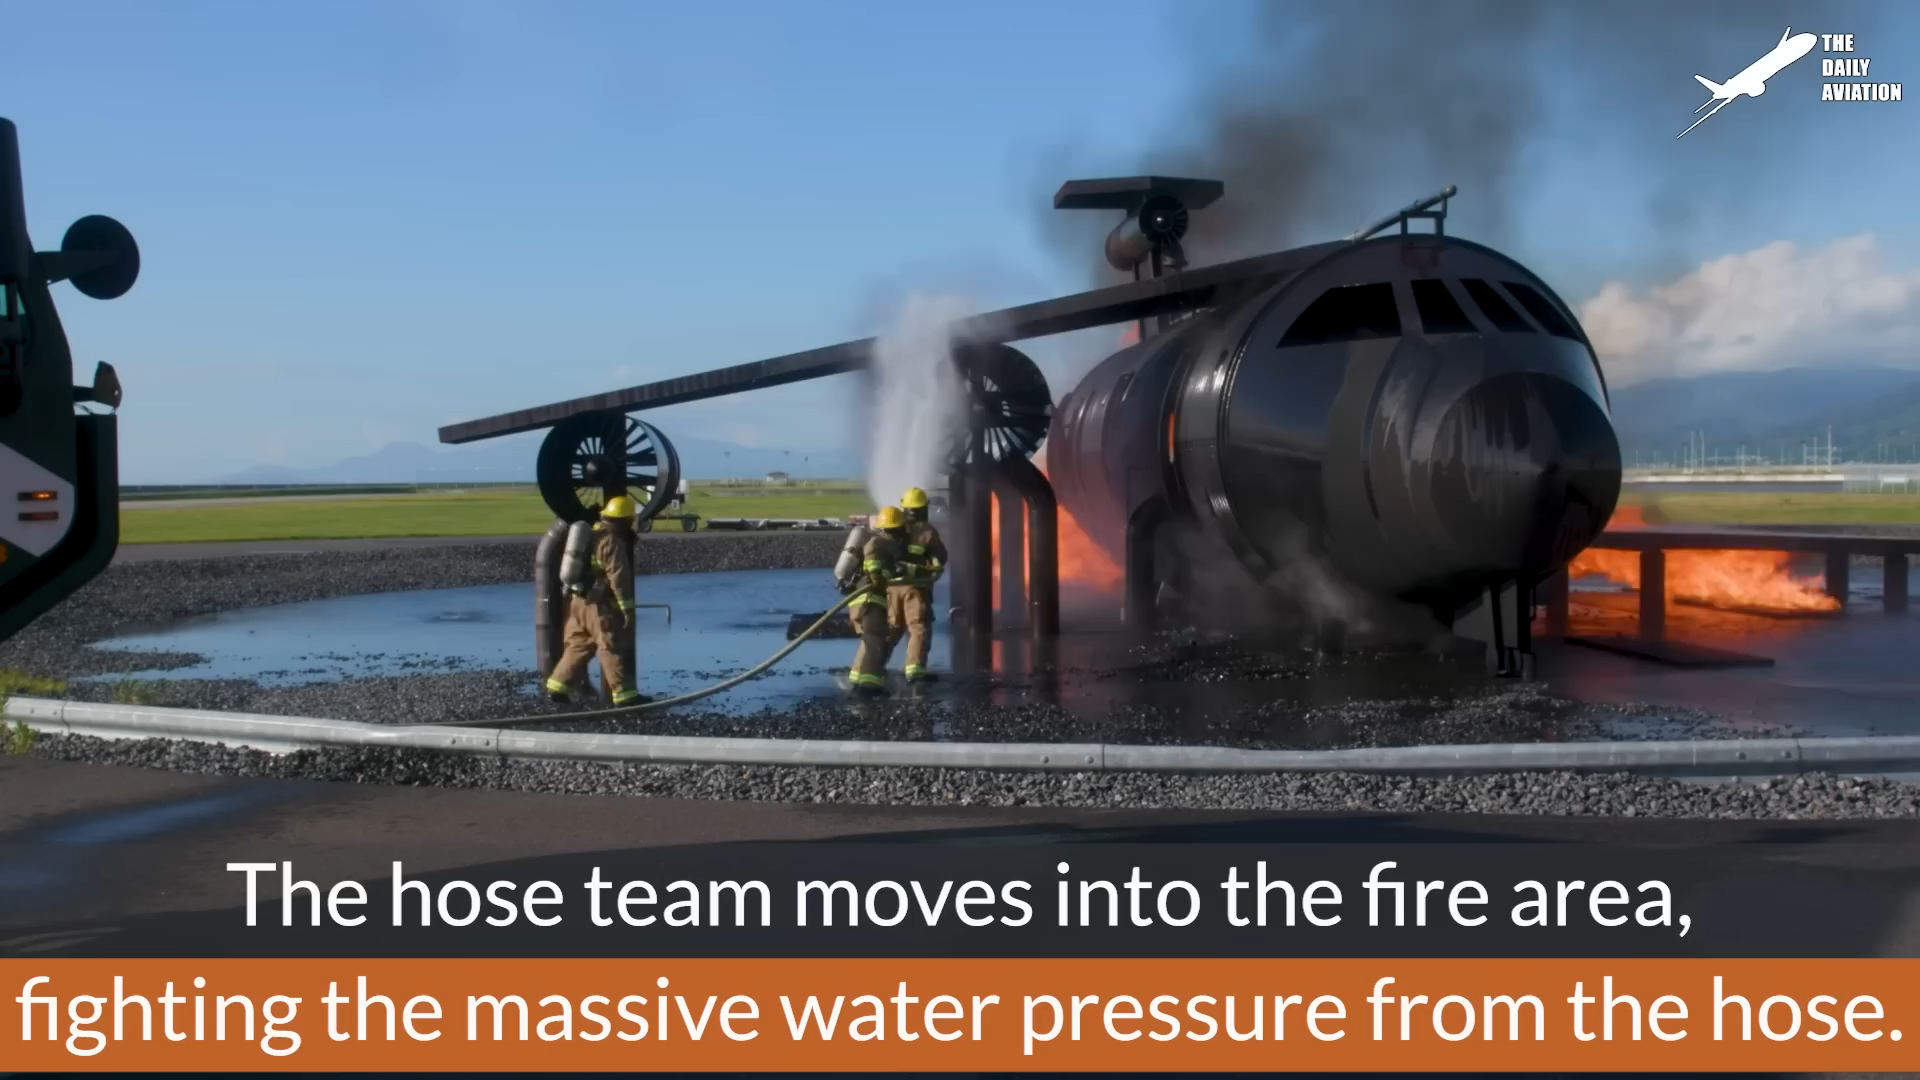 THE
DAILY
AVIATION
The hose team moves into the fire area,
fighting the massive water pressure from the hose.